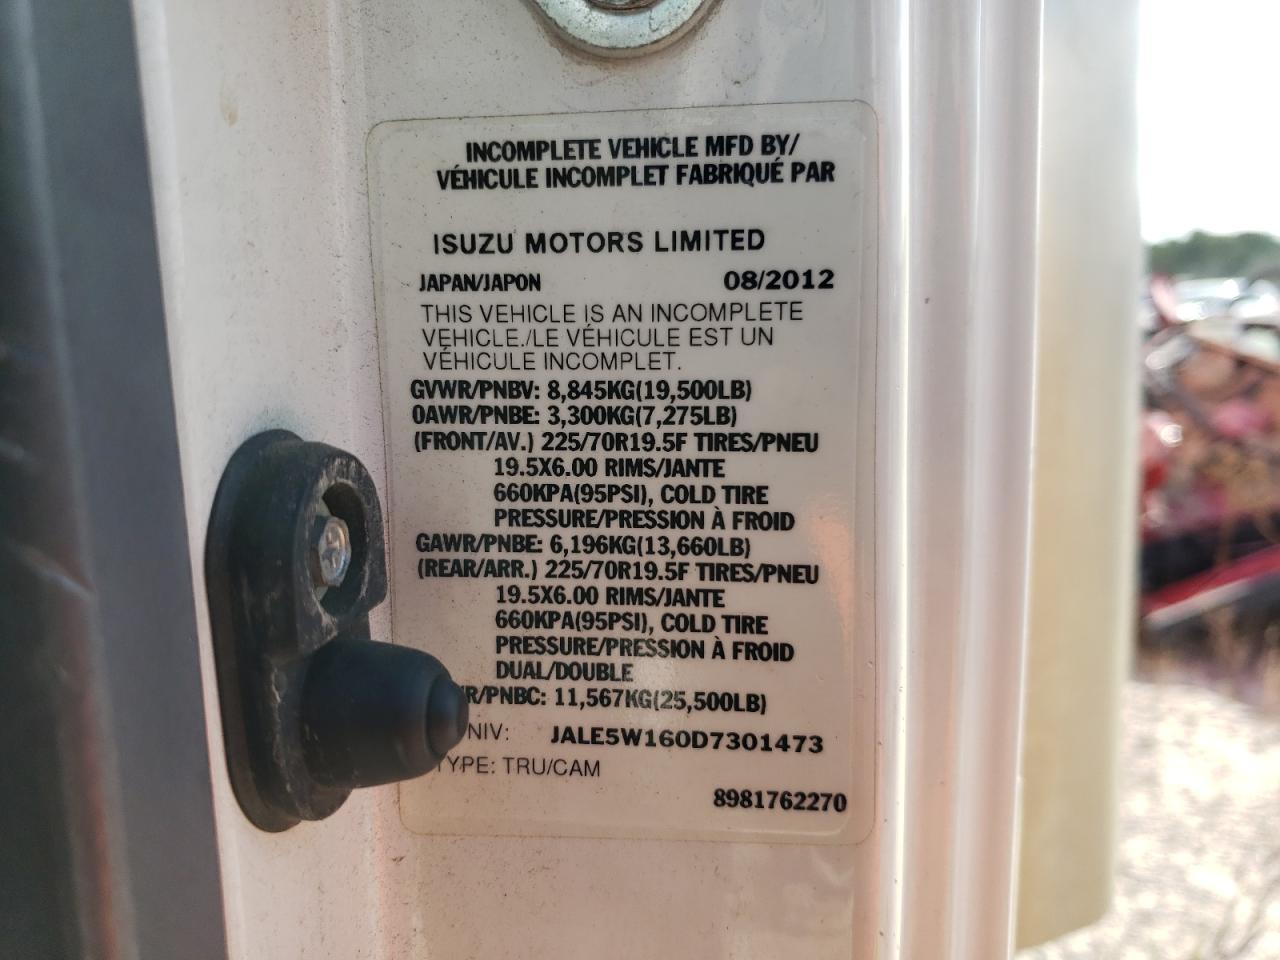 INCOMPLETE VEHICLE MFD BY/
VÉHICULE INCOMPLET FABRIQUÉ PAR
ISUZU MOTORS LIMITED
JAPAN/JAPON 08/2012
THIS VEHICLE IS AN INCOMPLETE
VEHICLE./LE VÉHICULE EST UN
VÉHICULE INCOMPLET.
GVWR/PNBV: 8,845KG(19,500LB)
0AWR/PNBE: 3,300KG(7,275LB)
(FRONT/AV.) 225/70R19.5F TIRES/PNEU
19.5X6.00 RIMS/JANTE
660KPA(95PSI), COLD TIRE
PRESSURE/PRESSION À FROID
GAWR/PNBE: 6,196KG(13,660LB)
(REAR/ARR.) 225/70R19.5F TIRES/PNEU
19.5X6.00 RIMS/JANTE
660KPA(95PSI), COLD TIRE
PRESSURE/PRESSION À FROID
DUAL/DOUBLE
R/PNBC: 11,567KG(25,500LB)
NIV: JALE5W160D7301473
TYPE: TRU/CAM
8981762270